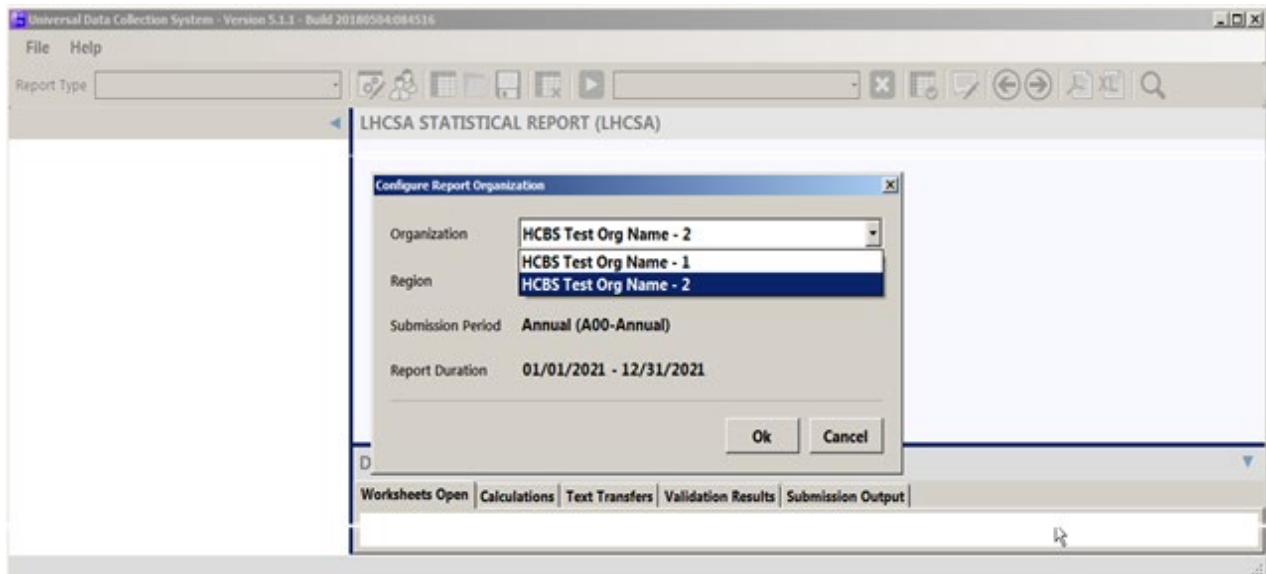 Universal Data Collection System - Version 5.1.1 - Build 20180504:084516
File Help
Report Type
LHCSA STATISTICAL REPORT (LHCSA)
Configure Report Organization
Organization HCBS Test Org Name - 2
HCBS Test Org Name - 1
Region HCBS Test Org Name - 2
Submission Period Annual (A00-Annual)
Report Duration 01/01/2021 - 12/31/2021
Ok Cancel
D
Worksheets Open Calculations Text Transfers Validation Results Submission Output